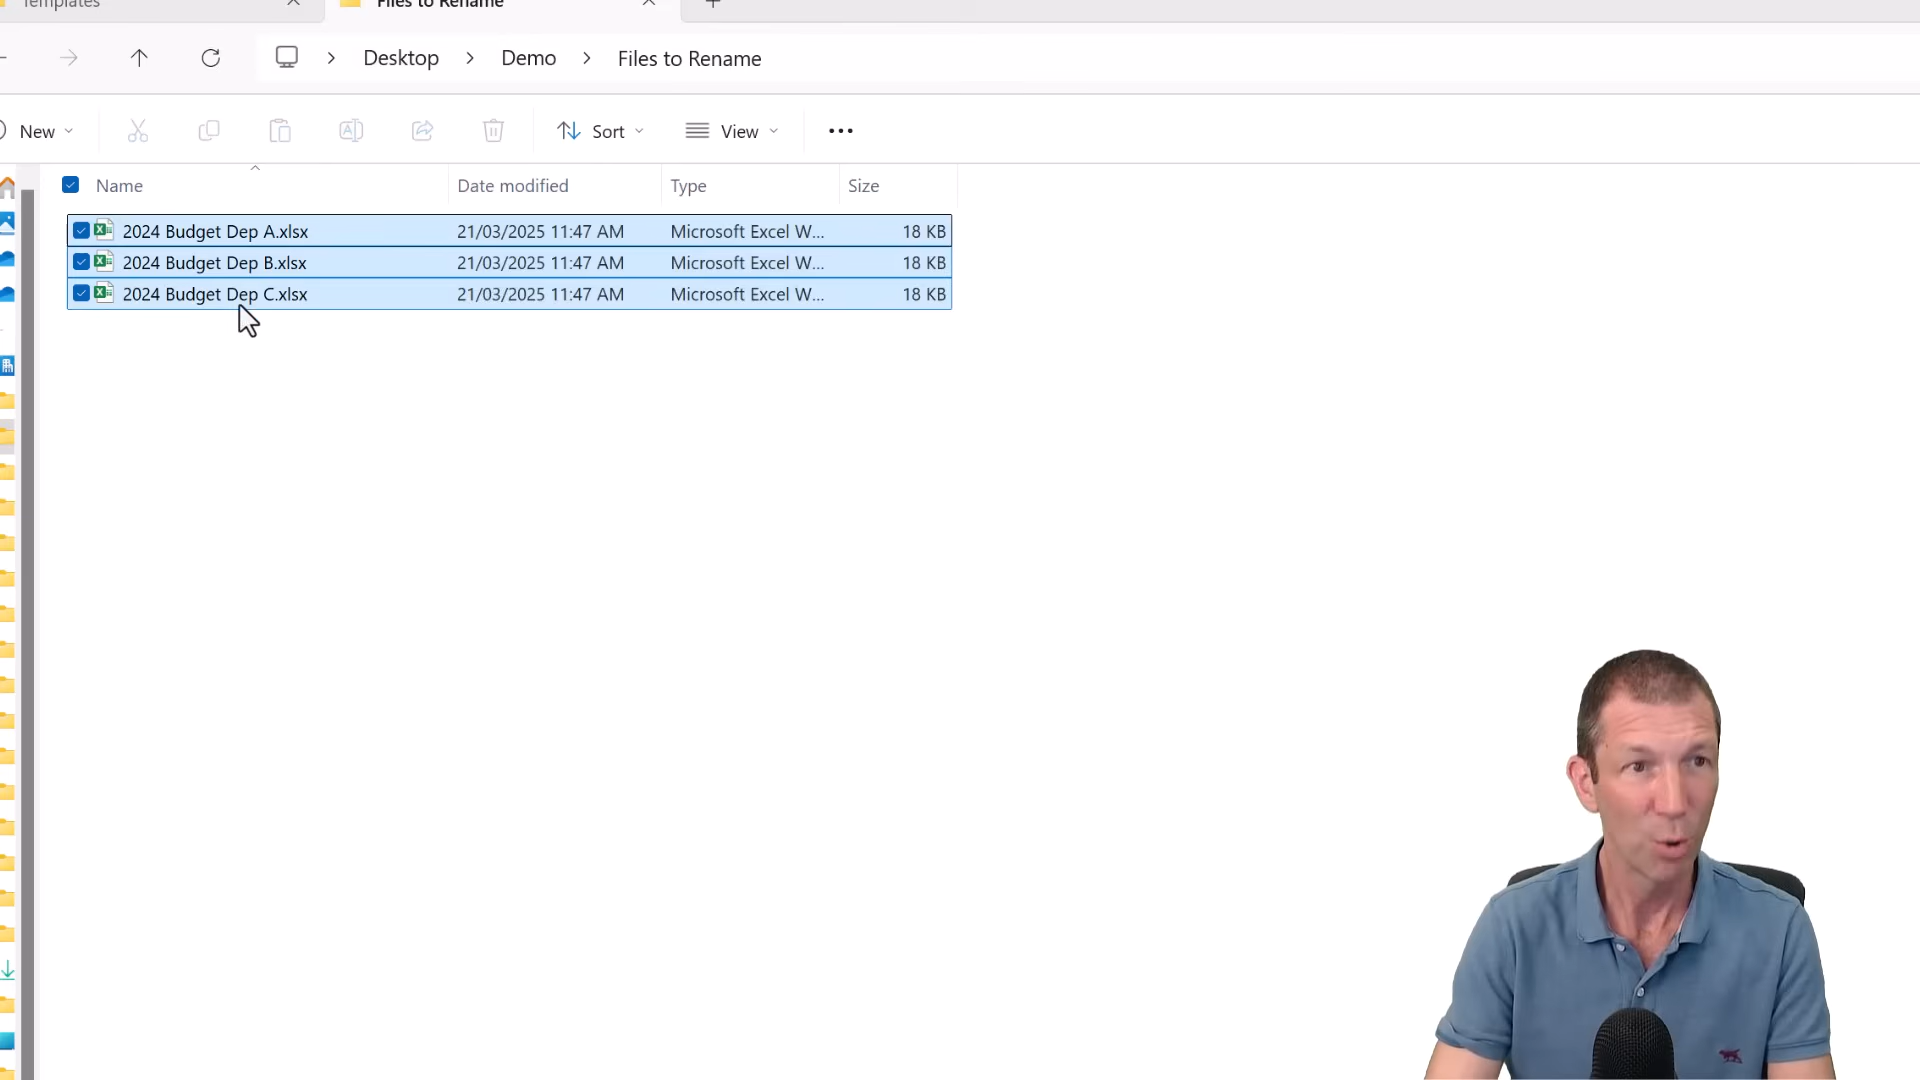 Templates
Files to Rename
Desktop > Demo > Files to Rename
New
Sort
View
Name Date modified Type Size
2024 Budget Dep A.xlsx 21/03/2025 11:47 AM Microsoft Excel W... 18 KB
2024 Budget Dep B.xlsx 21/03/2025 11:47 AM Microsoft Excel W... 18 KB
2024 Budget Dep C.xlsx 21/03/2025 11:47 AM Microsoft Excel W... 18 KB